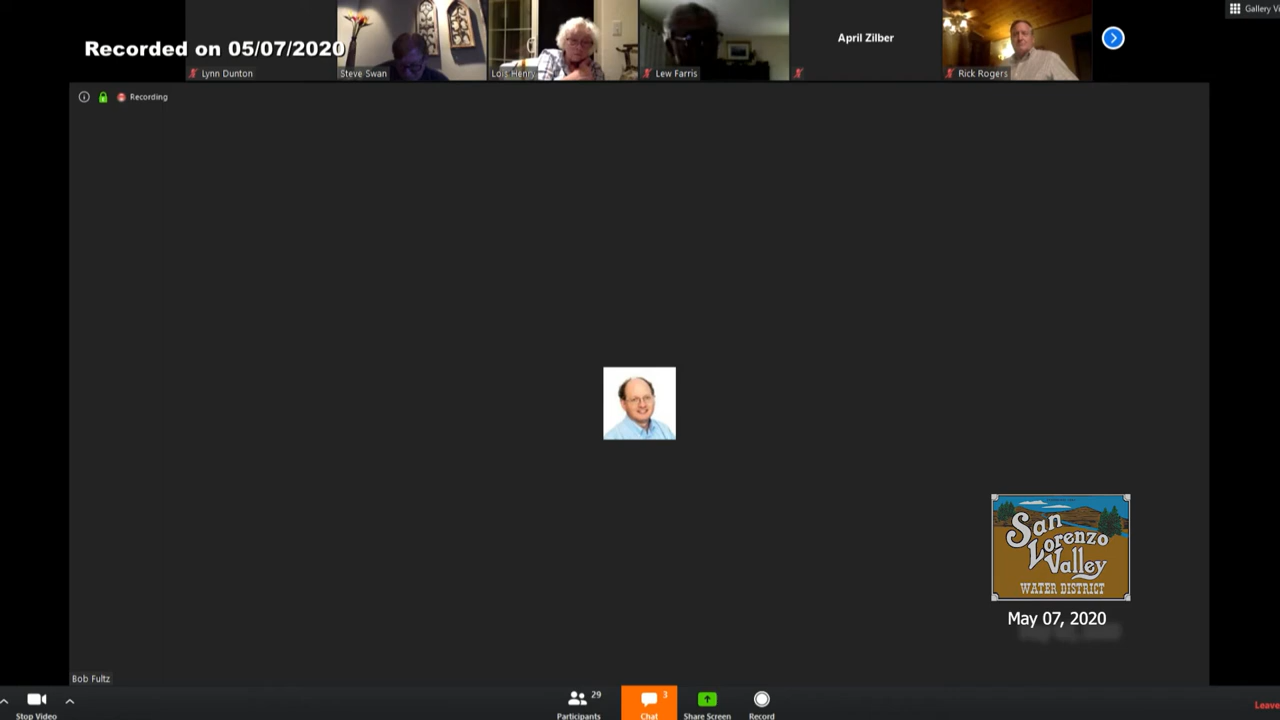 Gallery Vi
Recorded on 05/07/2020
April Zilber
Lynn Dunton
Steve Swan
Lois Henry
Lew Farris
Rick Rogers
Recording
San
Lorenzo
Valley
WATER DISTRICT
May 07, 2020
Bob Fultz
29
3
Stop Video
Participants
Chat
Share Screen
Record
Leave